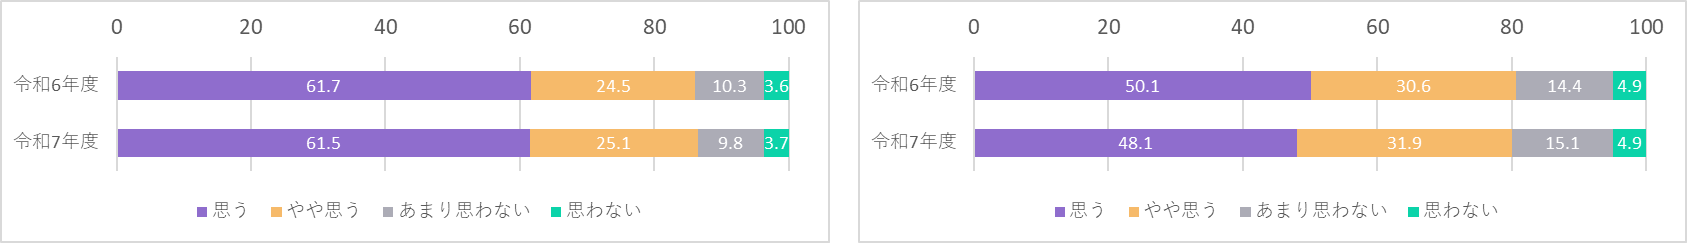 0 20 40 60 80 100
令和6年度 61.7 24.5 10.3 3.6
令和7年度 61.5 25.1 9.8 3.7
思う やや思う あまり思わない 思わない
0 20 40 60 80 100
令和6年度 50.1 30.6 14.4 4.9
令和7年度 48.1 31.9 15.1 4.9
思う やや思う あまり思わない 思わない